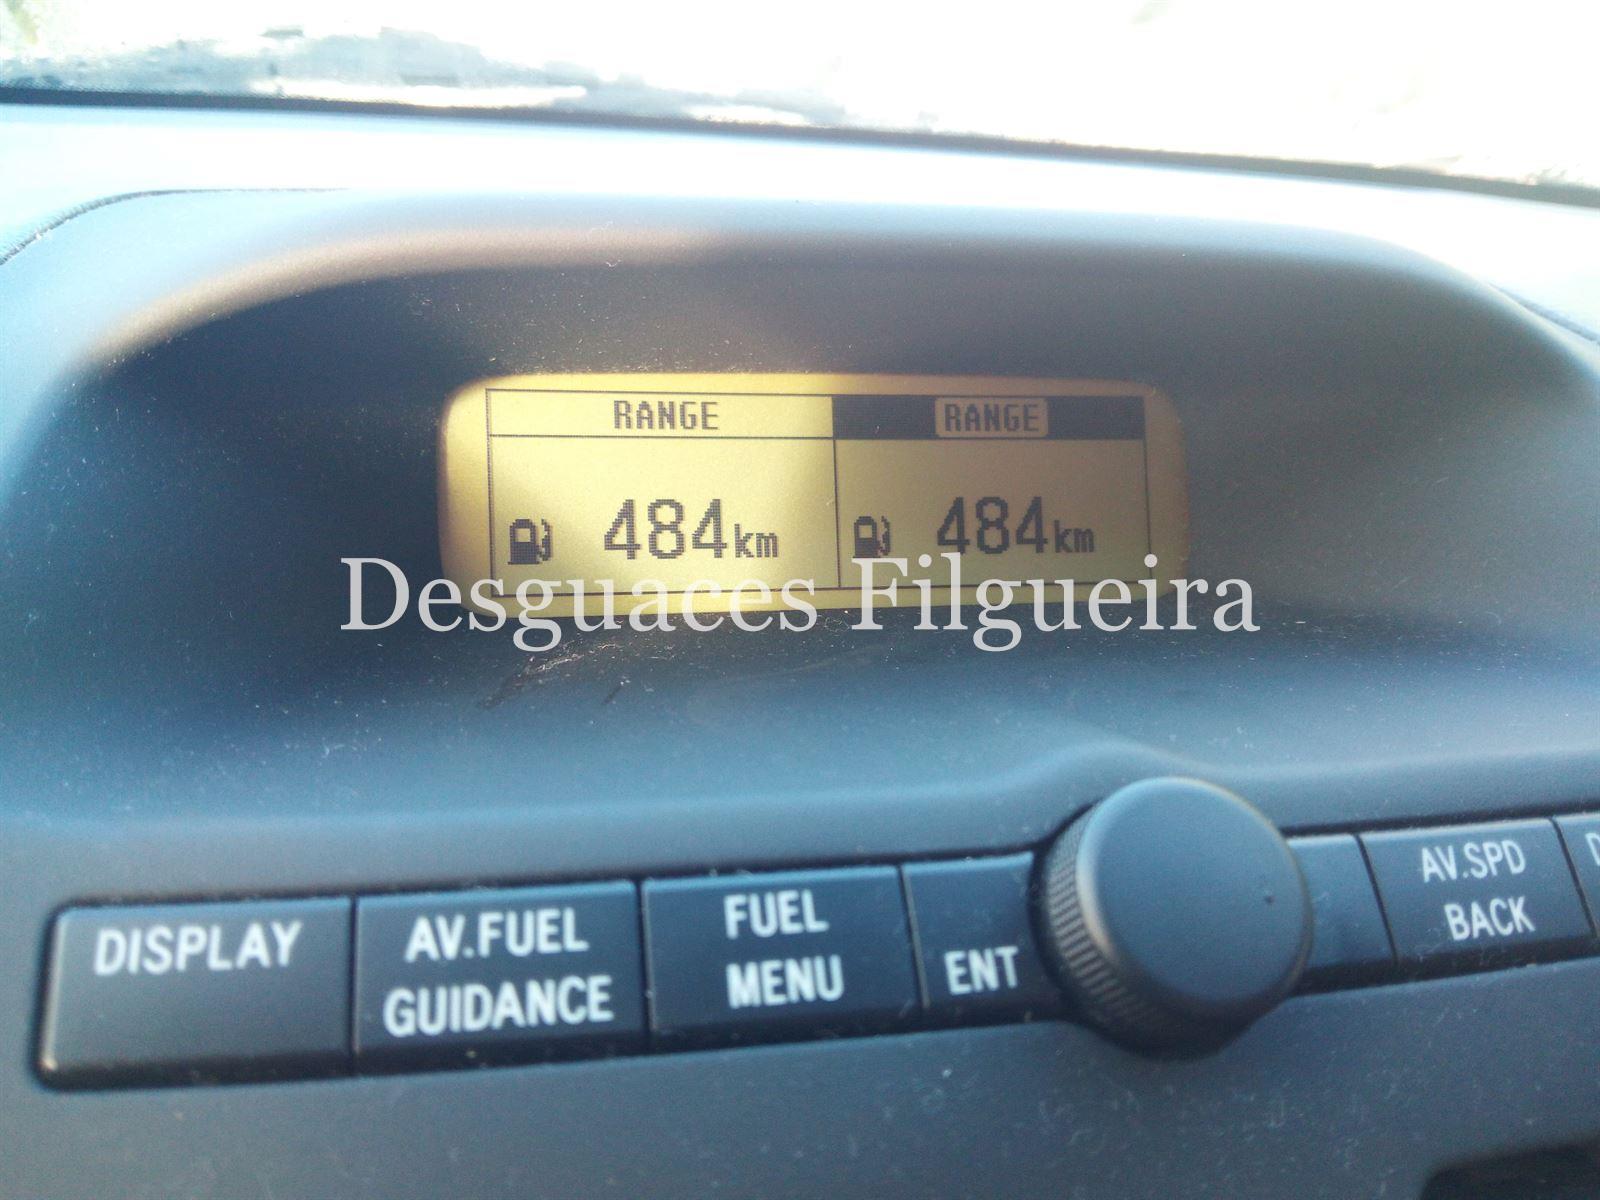 RANGE RANGE
484km 484km
Desguaces Filgueira
DISPLAY
AV.FUEL
GUIDANCE
FUEL
MENU
ENT
AV.SPD
BACK